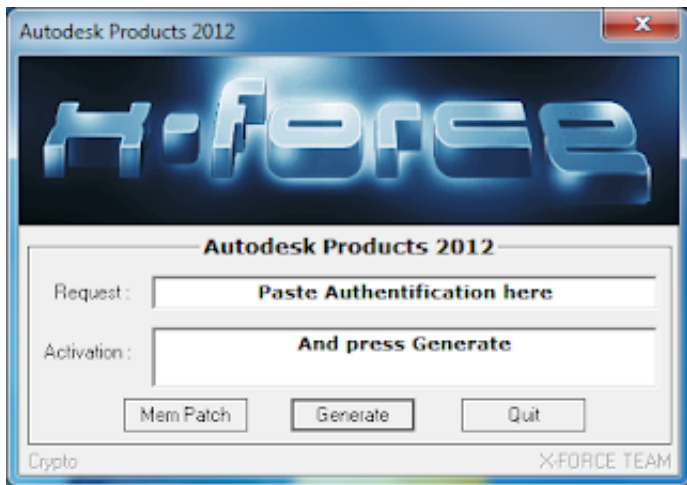 Autodesk Products 2012
x-force
Autodesk Products 2012
Request : Paste Authentification here
Activation : And press Generate
Mem Patch Generate Quit
Crypto X-FORCE TEAM